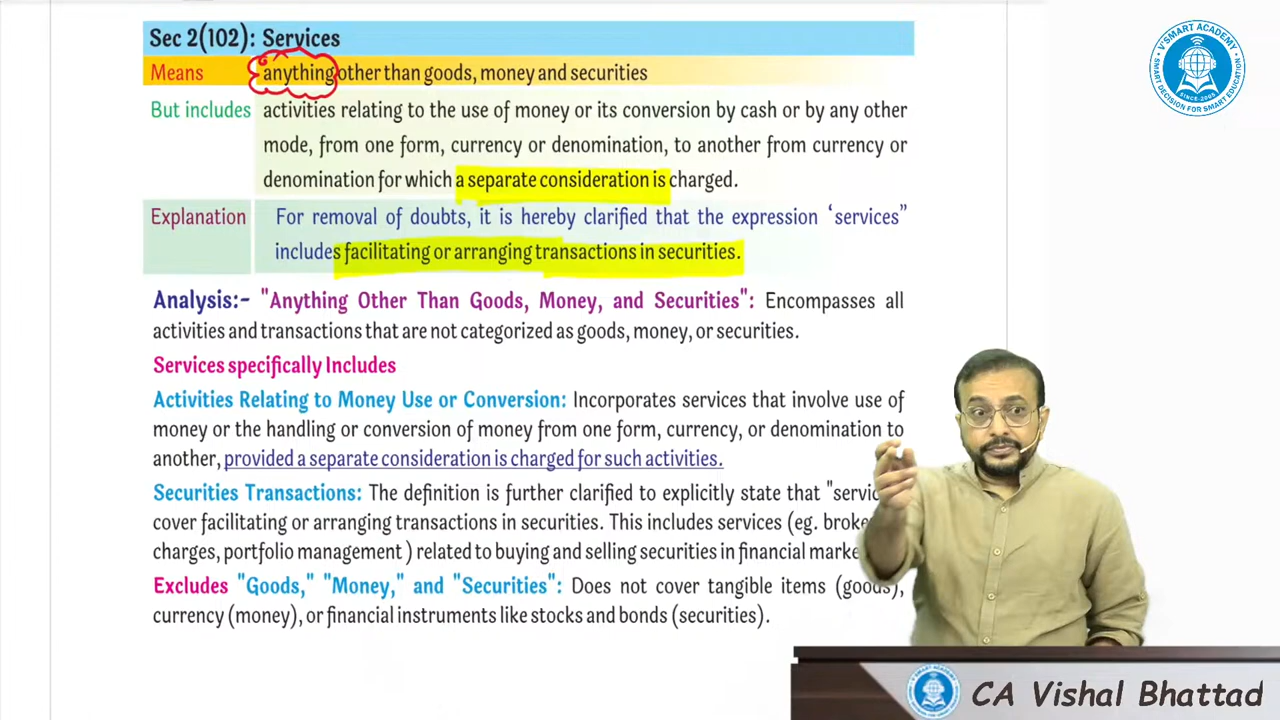 Sec 2(102): Services
Means anything other than goods, money and securities
But includes activities relating to the use of money or its conversion by cash or by any other
mode, from one form, currency or denomination, to another from currency or
denomination for which a separate consideration is charged.
Explanation For removal of doubts, it is hereby clarified that the expression ‘services”
includes facilitating or arranging transactions in securities.
Analysis:- "Anything Other Than Goods, Money, and Securities": Encompasses all
activities and transactions that are not categorized as goods, money, or securities.
Services specifically Includes
Activities Relating to Money Use or Conversion: Incorporates services that involve use of
money or the handling or conversion of money from one form, currency, or denomination to
another, provided a separate consideration is charged for such activities.
Securities Transactions: The definition is further clarified to explicitly state that
cover facilitating or arranging transactions in securities. This includes services (eg.
charges, portfolio management ) related to buying and selling securities in financial
Excludes "Goods," "Money," and "Securities": Does not cover tangible items (goods),
currency (money), or financial instruments like stocks and bonds (securities).
V SMART ACADEMY
SMART DECISION FOR SMART EDUCATION
SINCE-2005
CA Vishal Bhattad